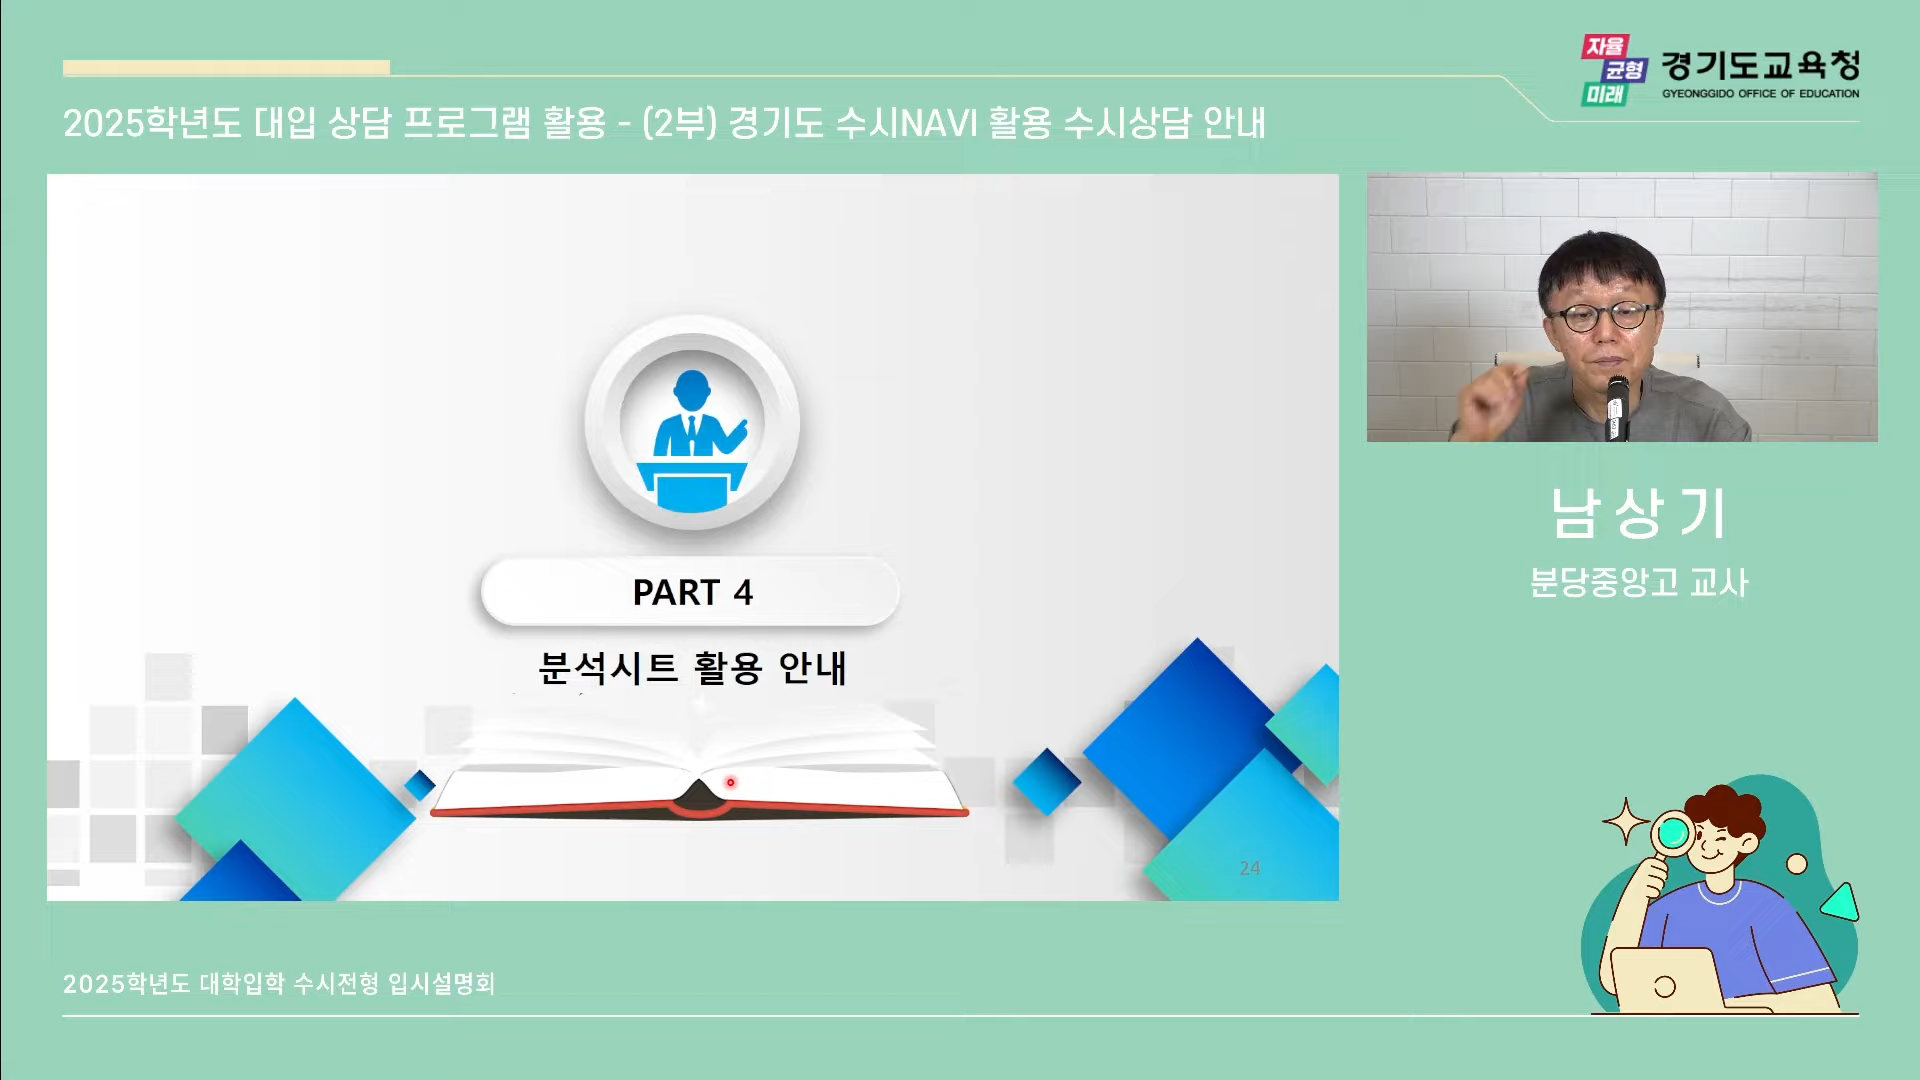 자율
균형
미래
경기도교육청
GYEONGGIDO OFFICE OF EDUCATION
2025학년도 대입 상담 프로그램 활용 - (2부) 경기도 수시NAVI 활용 수시상담 안내
PART 4
분석시트 활용 안내
24
남상기
분당중앙고 교사
2025학년도 대학입학 수시전형 입시설명회